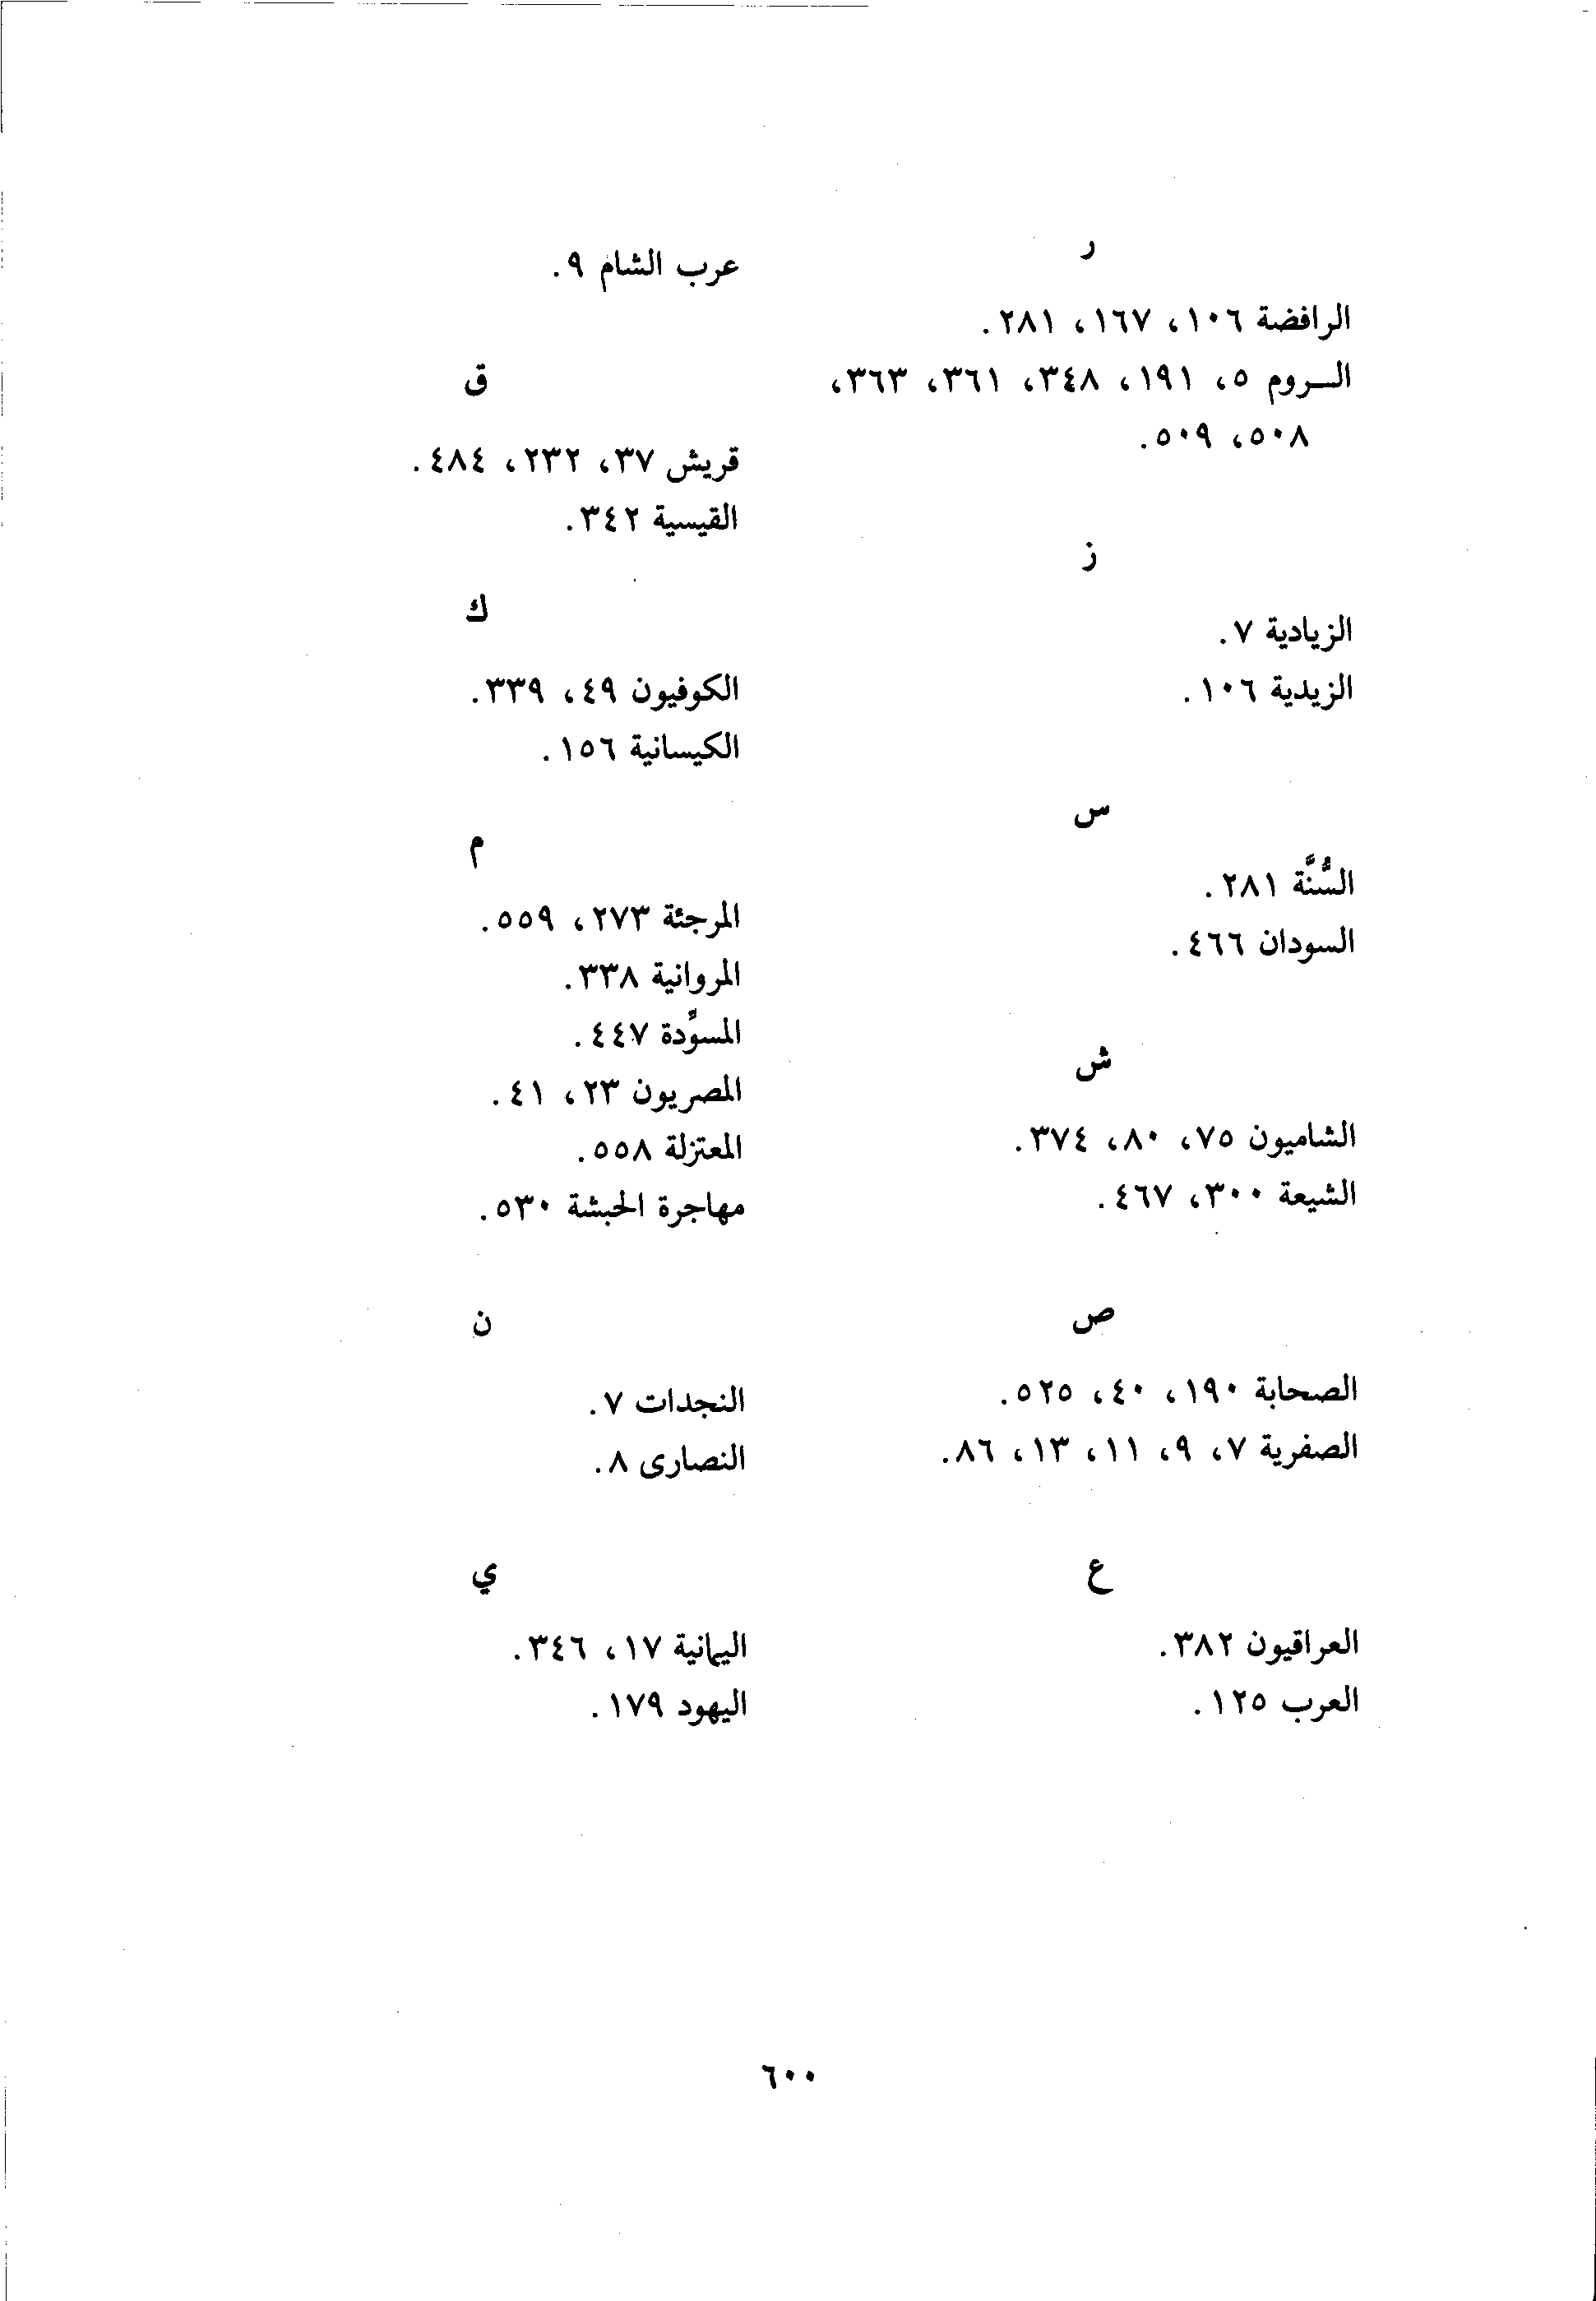 ر
الرافضة ١٠٦، ١٦٧، ٢٨١.
الـروم ٥، ١٩١، ٣٤٨، ٣٦١، ٣٦٣،
٥٠٨، ٥٠٩.
ز
الزيادية ٧.
الزيدية ١٠٦.
س
السُّنَّة ٢٨١.
السودان ٤٦٦.
ش
الشاميون ٧٥، ٨٠، ٣٧٤.
الشيعة ٣٠٠، ٤٦٧.
ص
الصحابة ١٩٠، ٤٠، ٥٢٥.
الصفرية ٧، ٩، ١١، ١٣، ٨٦.
ع
العراقيون ٣٨٢.
العرب ١٢٥.
عرب الشام ٩.
ق
قريش ٣٧، ٢٣٢، ٤٨٤.
القيسية ٣٤٢.
ك
الكوفيون ٤٩، ٣٣٩.
الكيسانية ١٥٦.
م
المرجئة ٢٧٣، ٥٥٩.
المروانية ٣٣٨.
المسوِّدة ٤٤٧.
المصريون ٢٣، ٤١.
المعتزلة ٥٥٨.
مهاجرة الحبشة ٥٣٠.
ن
النجدات ٧.
النصارى ٨.
ي
اليمانية ١٧، ٣٤٦.
اليهود ١٧٩.
٦٠٠